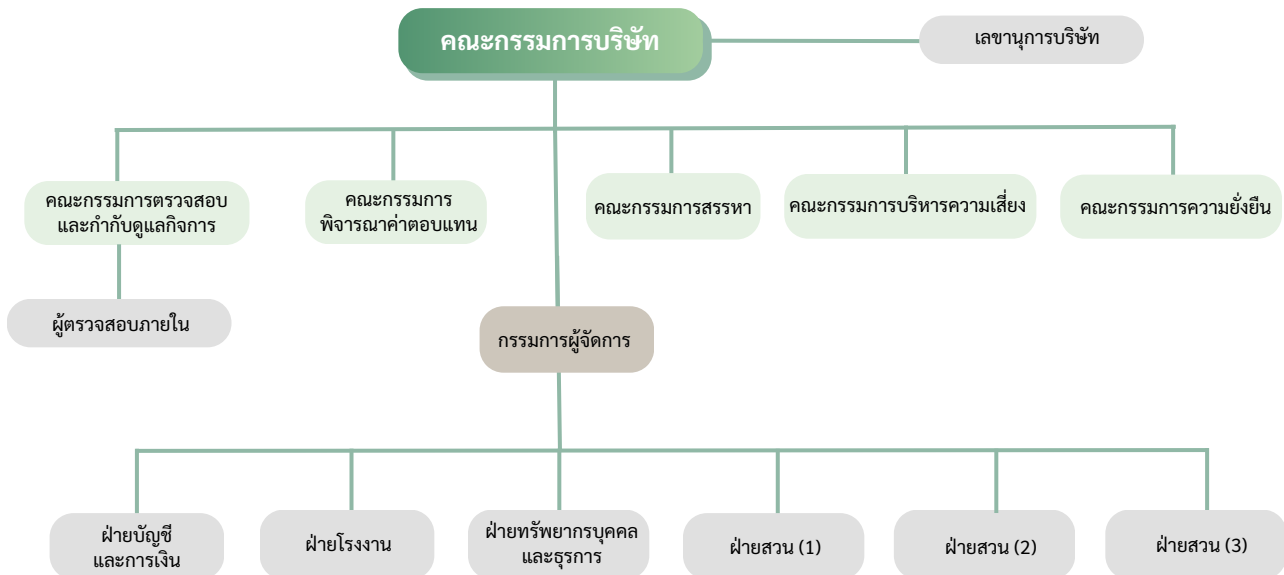 คณะกรรมการบริษัท
เลขานุการบริษัท
คณะกรรมการตรวจสอบ
และกำกับดูแลกิจการ
คณะกรรมการ
พิจารณาค่าตอบแทน
คณะกรรมการสรรหา
คณะกรรมการบริหารความเสี่ยง
คณะกรรมการความยั่งยืน
ผู้ตรวจสอบภายใน
กรรมการผู้จัดการ
ฝ่ายบัญชี
และการเงิน
ฝ่ายโรงงาน
ฝ่ายทรัพยากรบุคคล
และธุรการ
ฝ่ายสวน (1)
ฝ่ายสวน (2)
ฝ่ายสวน (3)